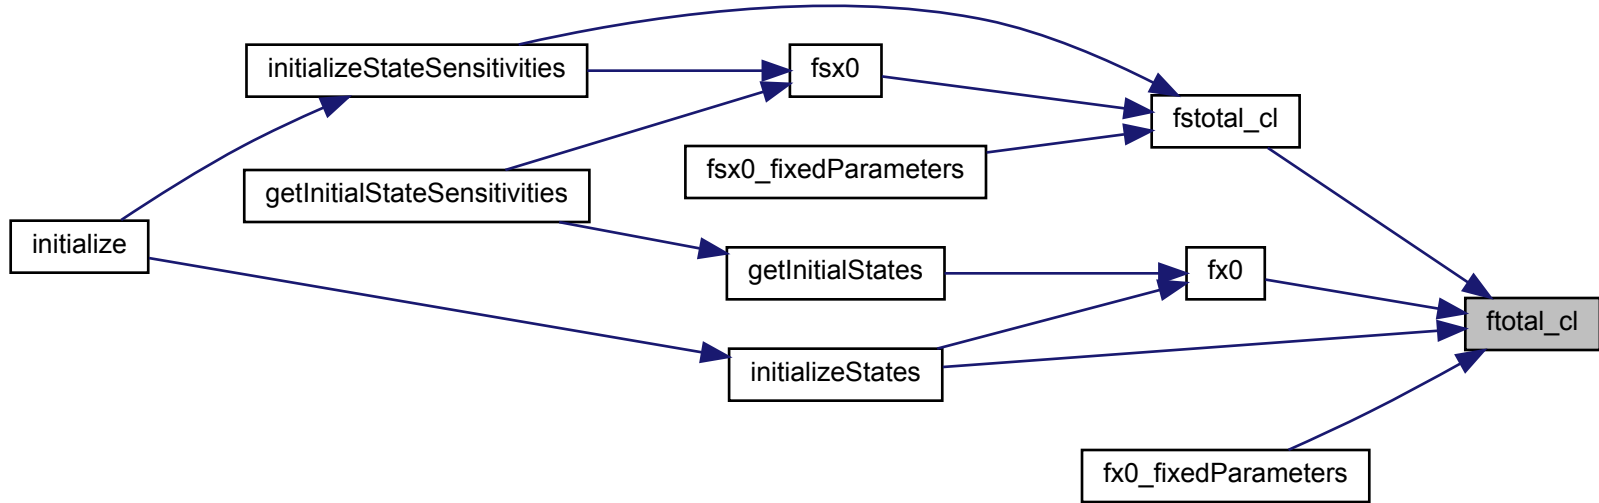 initializeStateSensitivities
fsx0
fstotal_cl
fsx0_fixedParameters
getInitialStateSensitivities
initialize
getInitialStates
fx0
ftotal_cl
initializeStates
fx0_fixedParameters